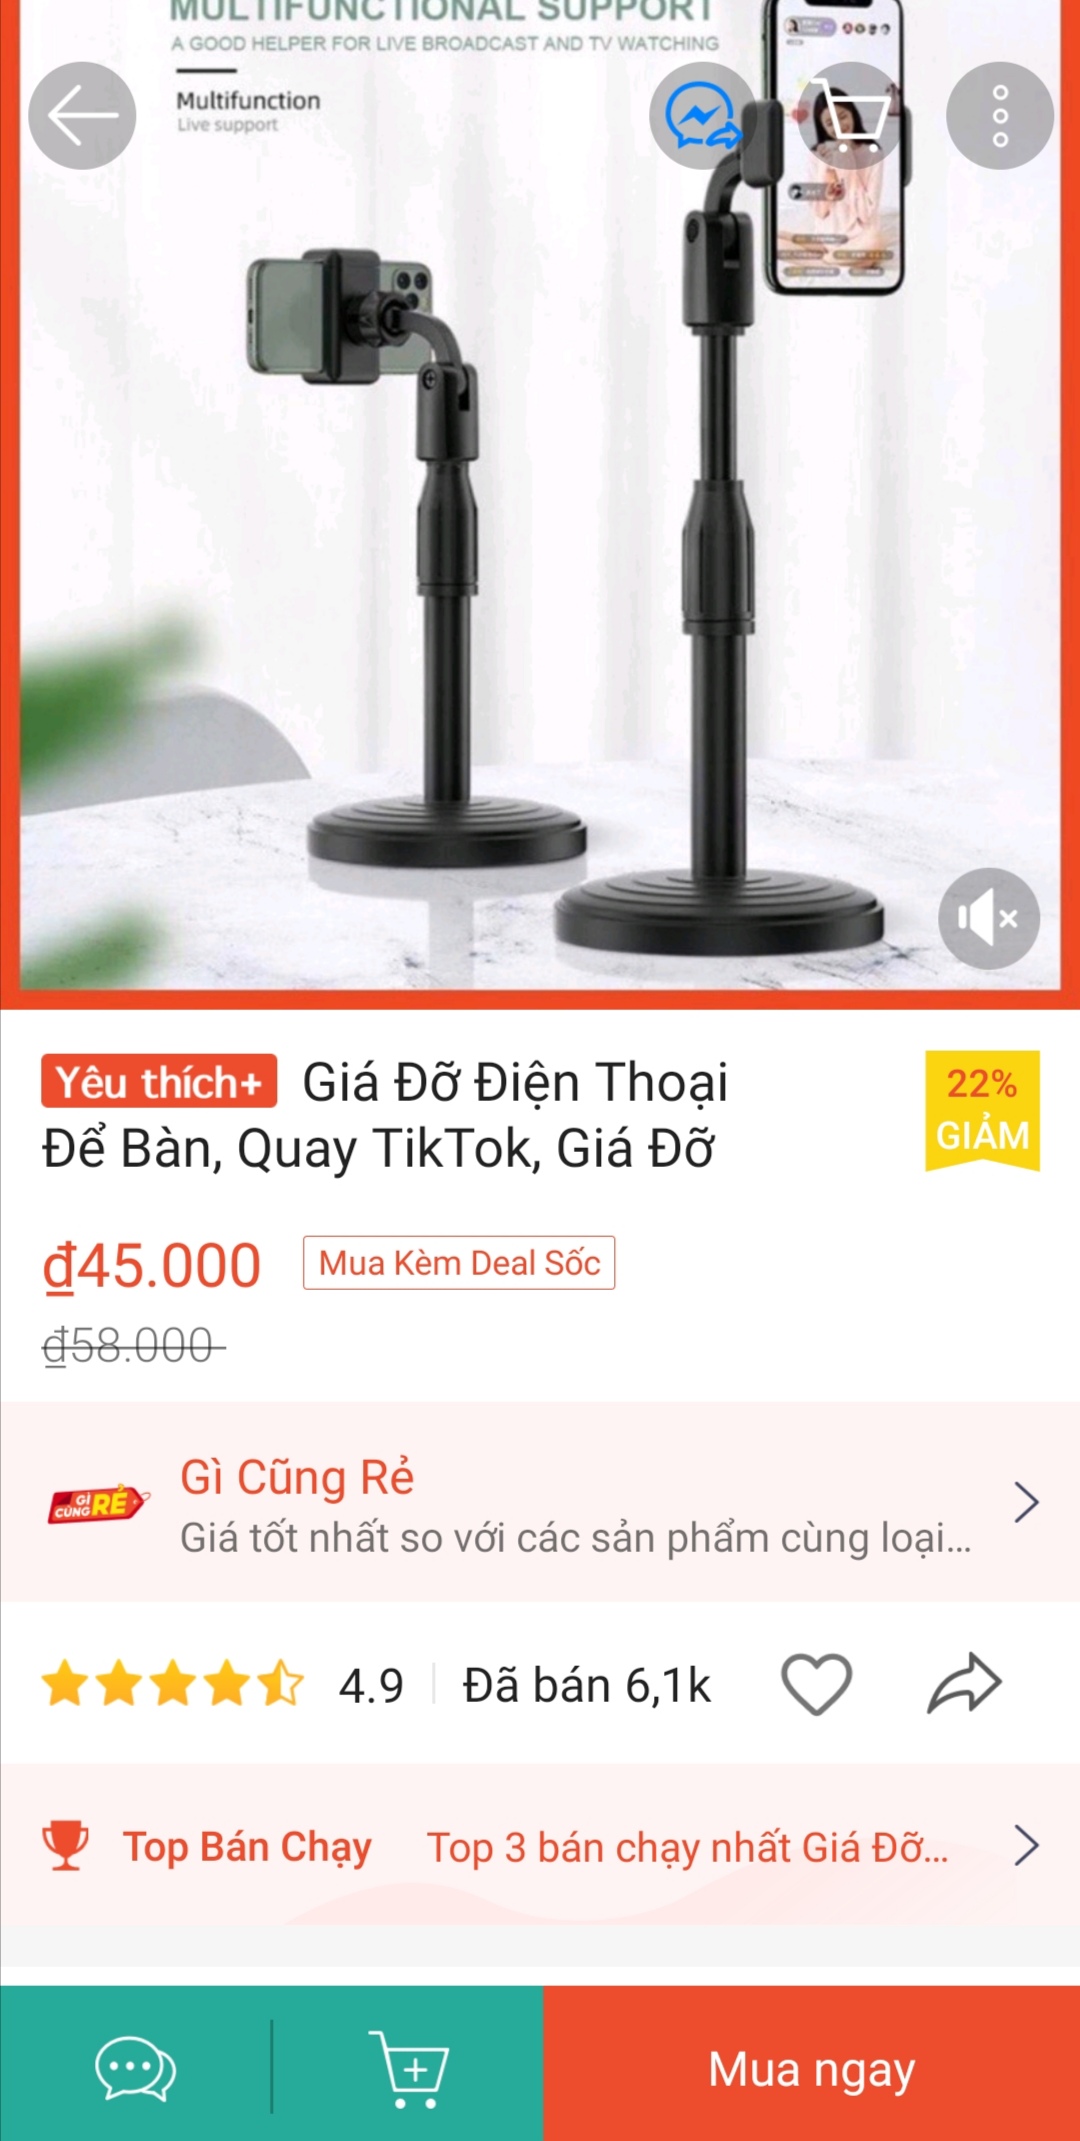 MULTIFUNCTIONAL SUPPORT
A GOOD HELPER FOR LIVE BROADCAST AND TV WATCHING
Multifunction
Live support
Yêu thích+ Giá Đỡ Điện Thoại
Để Bàn, Quay TikTok, Giá Đỡ
22%
GIẢM
₫45.000 Mua Kèm Deal Sốc
₫58.000
GÌ CŨNG RẺ
Gì Cũng Rẻ
Giá tốt nhất so với các sản phẩm cùng loại...
4.9 Đã bán 6,1k
Top Bán Chạy Top 3 bán chạy nhất Giá Đỡ...
Mua ngay